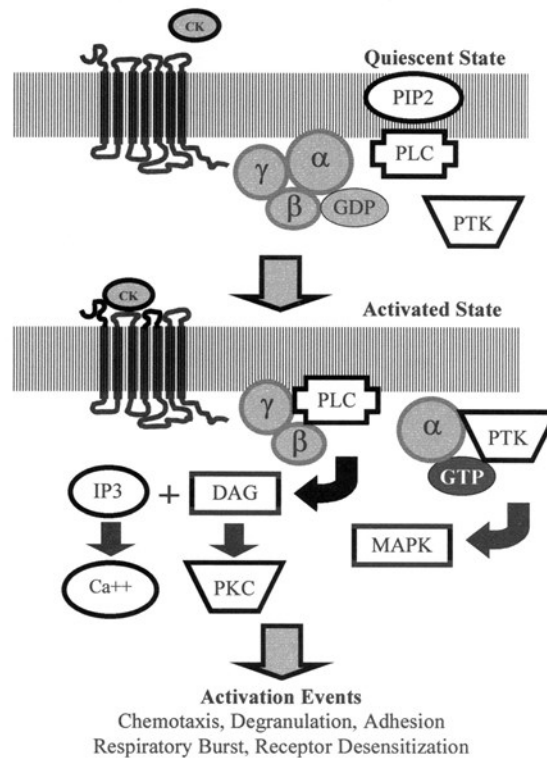 CK
Quiescent State
PIP2
PLC
γ
α
β
GDP
PTK
CK
Activated State
γ
PLC
β
α
PTK
GTP
IP3 + DAG
MAPK
Ca++
PKC
Activation Events
Chemotaxis, Degranulation, Adhesion
Respiratory Burst, Receptor Desensitization